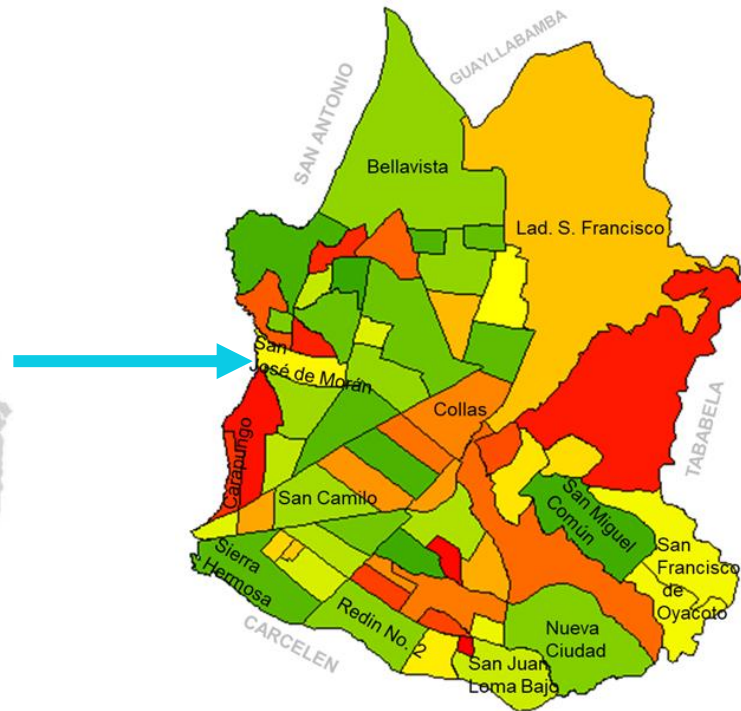 GUAYLLABAMBA
SAN ANTONIO
Bellavista
Lad. S. Francisco
San
José de Morán
Collas
TABABELA
Carapungo
San Camilo
San Miguel
Común
San
Francisco
de
Oyacoto
Sierra
Hermosa
Redin No. 2
Nueva
Ciudad
CARCELEN
San Juan
Loma Bajo